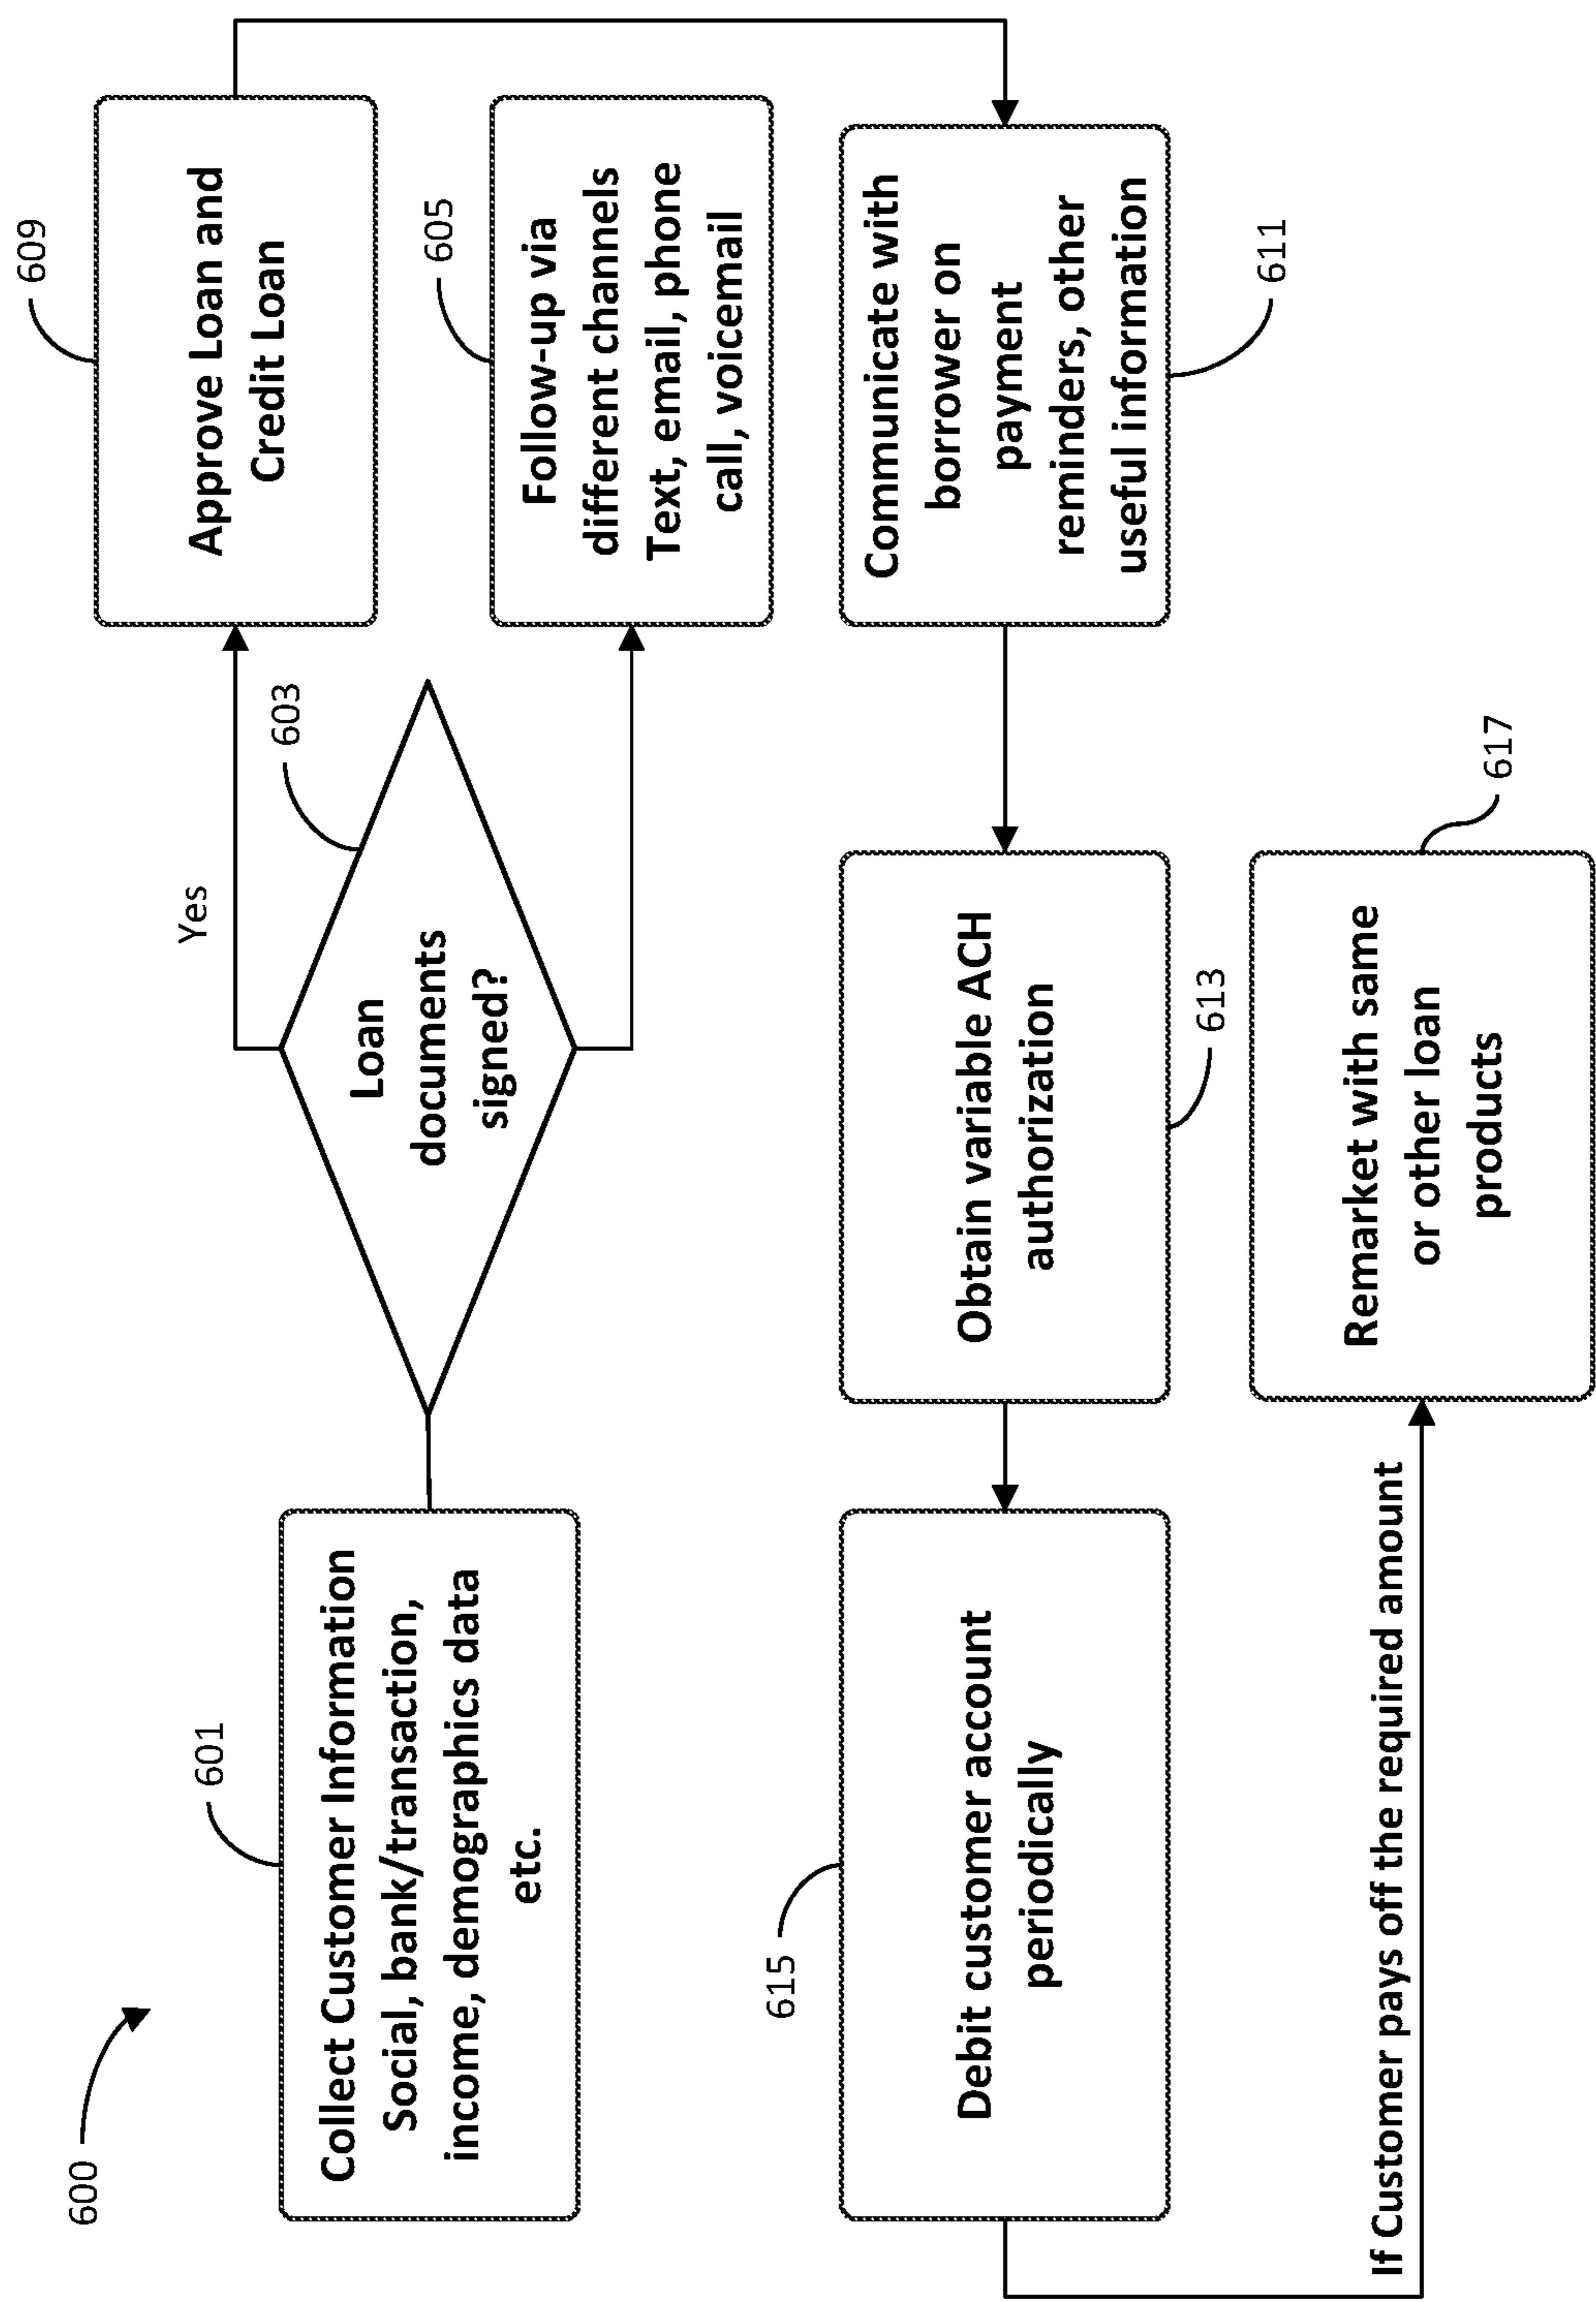 600
601
Collect Customer Information
Social, bank/transaction,
income, demographics data
etc.
603
Loan
documents
signed?
Yes
609
Approve Loan and
Credit Loan
605
Follow-up via
different channels
Text, email, phone
call, voicemail
615
Debit customer account
periodically
Obtain variable ACH
authorization
613
Communicate with
borrower on
payment
reminders, other
useful information
611
If Customer pays off the required amount
Remarket with same
or other loan
products
617